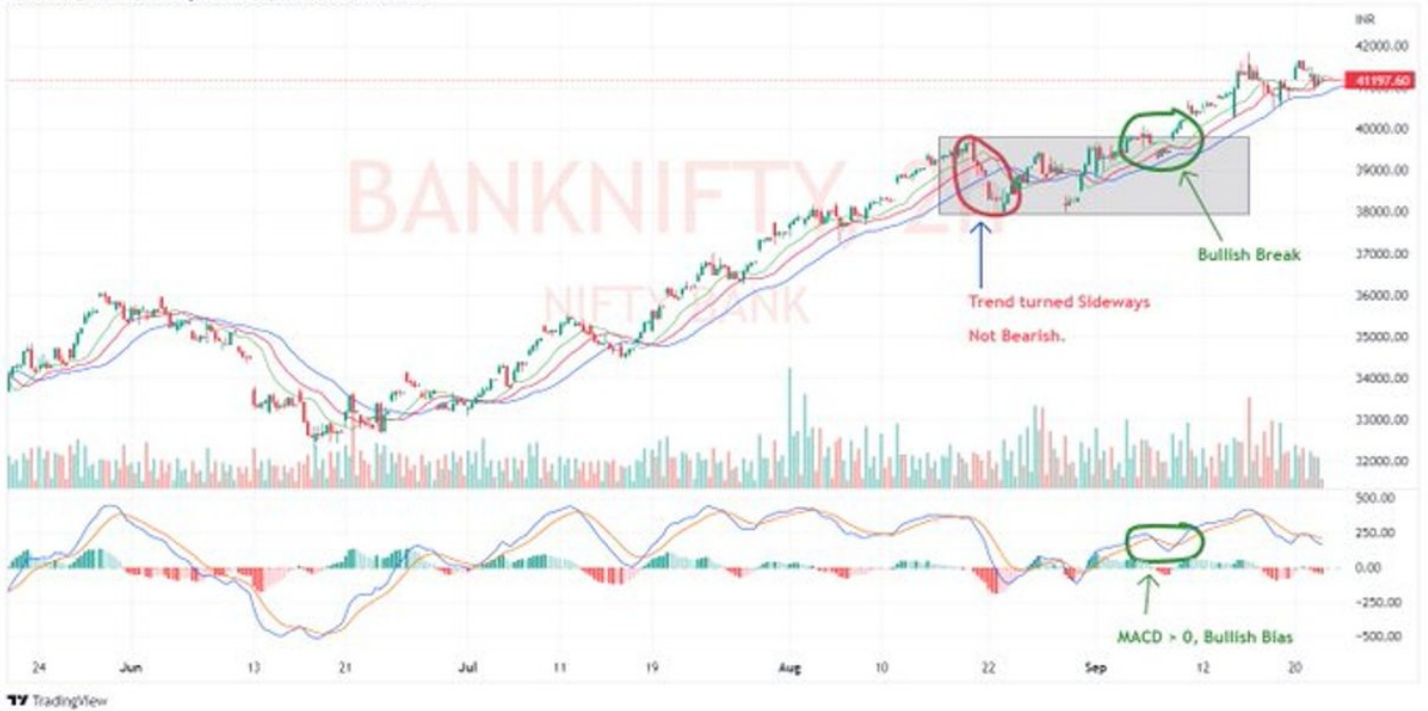 INR
42000.00
41197.60
40000.00
39000.00
38000.00
37000.00
36000.00
35000.00
34000.00
33000.00
32000.00
BANKNIFTY, 2h
NIFTY BANK
Bullish Break
Trend turned Sideways
Not Bearish.
500.00
250.00
0.00
-250.00
-500.00
MACD > 0, Bullish Bias
24 Jun 13 21 Jul 11 19 Aug 10 22 Sep 12 20
TradingView